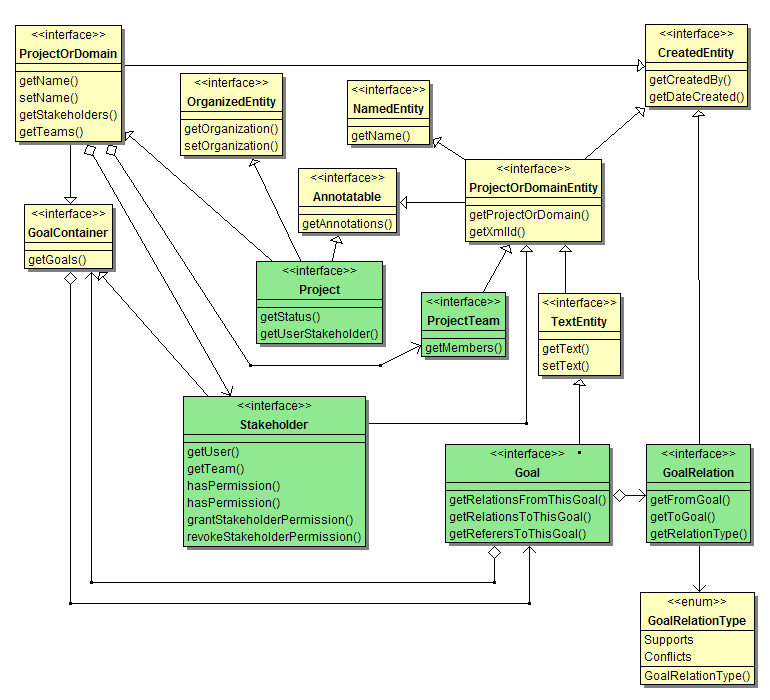 <<interface>>
ProjectOrDomain
getName()
setName()
getStakeholders()
getTeams()
<<interface>>
OrganizedEntity
getOrganization()
setOrganization()
<<interface>>
NamedEntity
getName()
<<interface>>
CreatedEntity
getCreatedBy()
getDateCreated()
<<interface>>
Annotatable
getAnnotations()
<<interface>>
ProjectOrDomainEntity
getProjectOrDomain()
getXmlId()
<<interface>>
GoalContainer
getGoals()
<<interface>>
Project
getStatus()
getUserStakeholder()
<<interface>>
ProjectTeam
getMembers()
<<interface>>
TextEntity
getText()
setText()
<<interface>>
Stakeholder
getUser()
getTeam()
hasPermission()
hasPermission()
grantStakeholderPermission()
revokeStakeholderPermission()
<<interface>>
Goal
getRelationsFromThisGoal()
getRelationsToThisGoal()
getReferersToThisGoal()
<<interface>>
GoalRelation
getFromGoal()
getToGoal()
getRelationType()
<<enum>>
GoalRelationType
Supports
Conflicts
GoalRelationType()